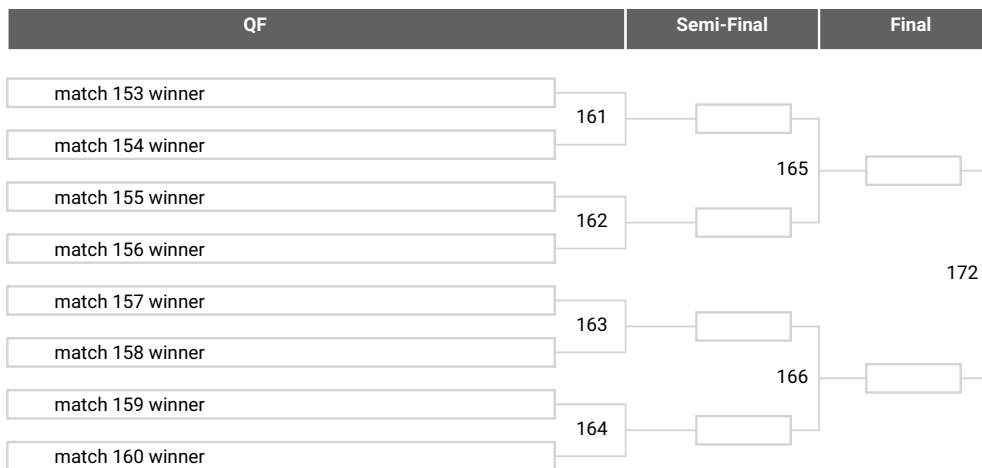 QF Semi-Final Final
match 153 winner
161
match 154 winner
165
match 155 winner
162
match 156 winner
172
match 157 winner
163
match 158 winner
166
match 159 winner
164
match 160 winner